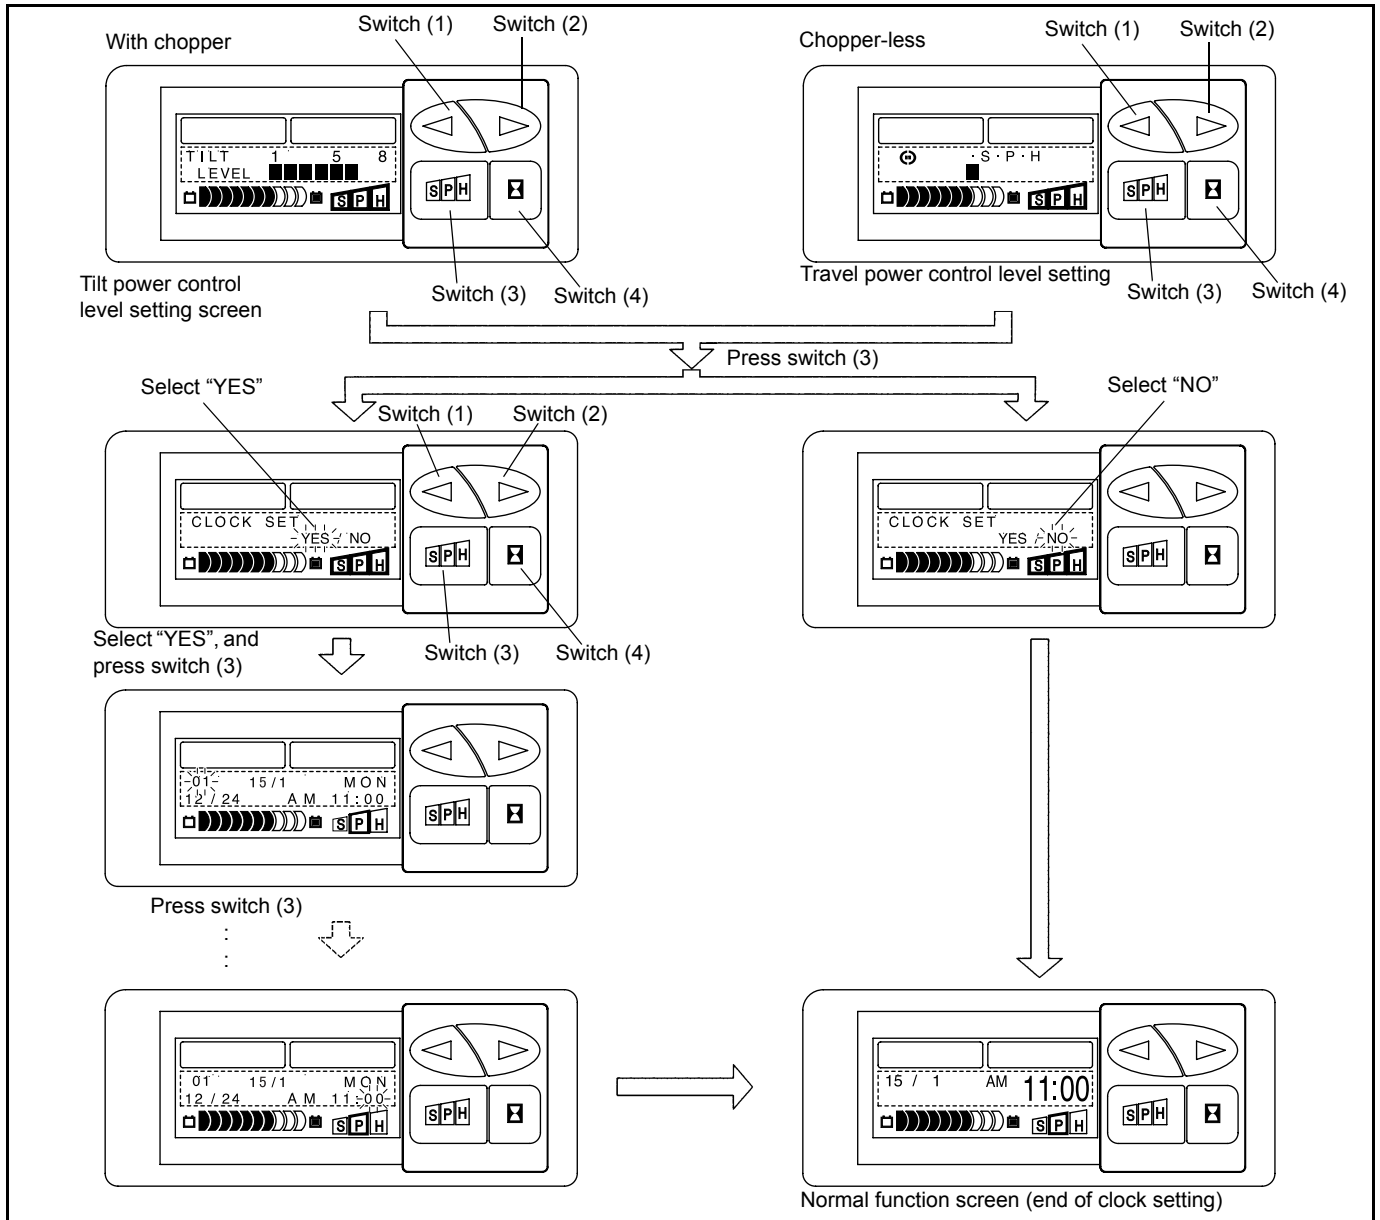 With chopper
Switch (1)
Switch (2)
Chopper-less
Switch (1)
Switch (2)
TILT 1 5 8
LEVEL
S P H
S P H
· S · P · H
S P H
S P H
Tilt power control
level setting screen
Switch (3)
Switch (4)
Travel power control level setting
Switch (3)
Switch (4)
Press switch (3)
Select “YES”
Switch (1)
Switch (2)
Select “NO”
CLOCK SET
YES / NO
S P H
S P H
CLOCK SET
YES / NO
S P H
S P H
Select “YES”, and
press switch (3)
Switch (3)
Switch (4)
01 15/1 MON
12/24 AM 11:00
S P H
S P H
Press switch (3)
01 15/1 MON
12/24 AM 11:00
S P H
S P H
15 / 1 AM 11:00
S P H
S P H
Normal function screen (end of clock setting)